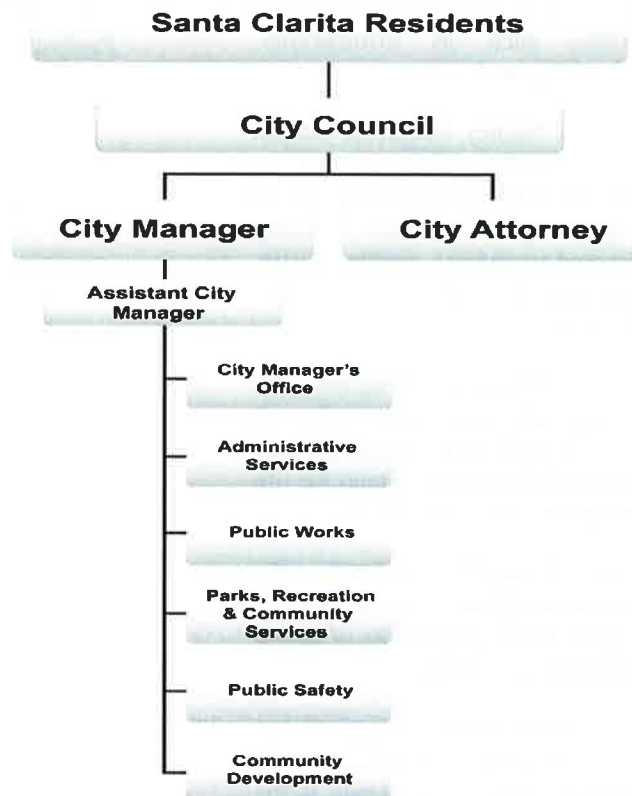 Santa Clarita Residents
City Council
City Manager
City Attorney
Assistant City
Manager
City Manager's
Office
Administrative
Services
Public Works
Parks, Recreation
& Community
Services
Public Safety
Community
Development